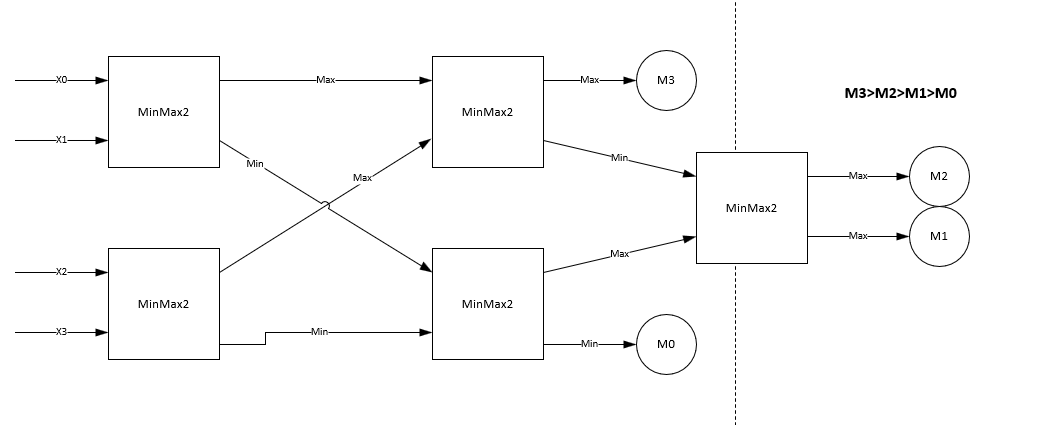 X0
MinMax2
Max
MinMax2
Max
M3
M3>M2>M1>M0
X1
Min
Max
Min
MinMax2
Max
M2
Max
M1
X2
MinMax2
MinMax2
Max
X3
Min
Min
M0